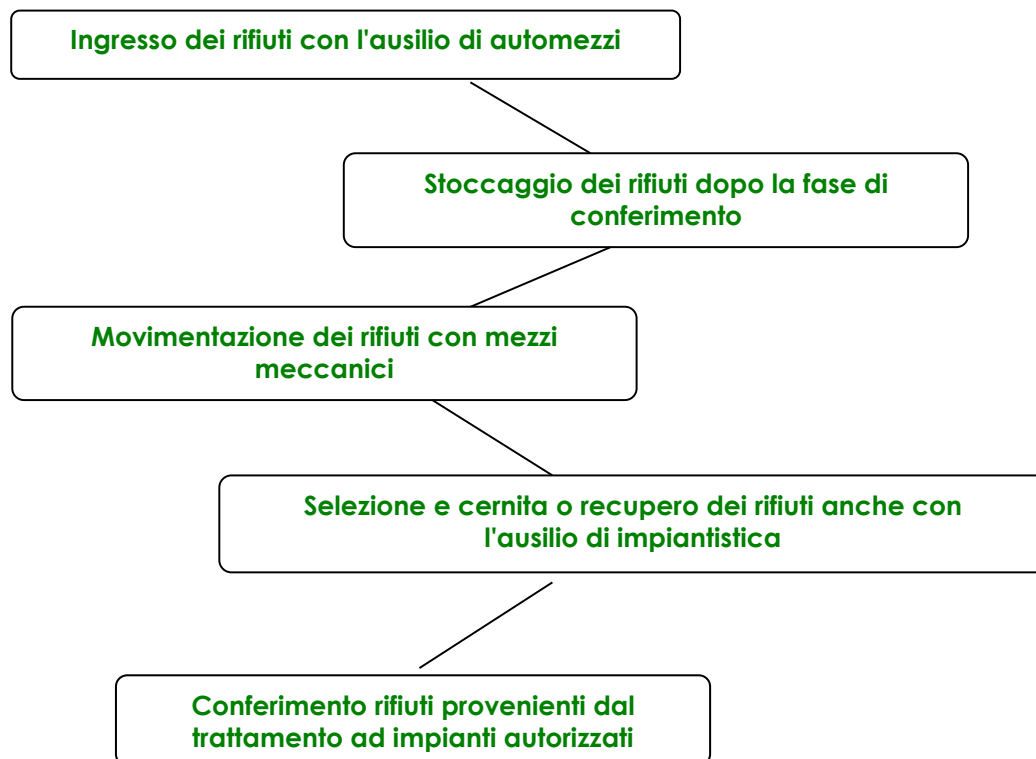 Ingresso dei rifiuti con l'ausilio di automezzi
Stoccaggio dei rifiuti dopo la fase di
conferimento
Movimentazione dei rifiuti con mezzi
meccanici
Selezione e cernita o recupero dei rifiuti anche con
l'ausilio di impiantistica
Conferimento rifiuti provenienti dal
trattamento ad impianti autorizzati